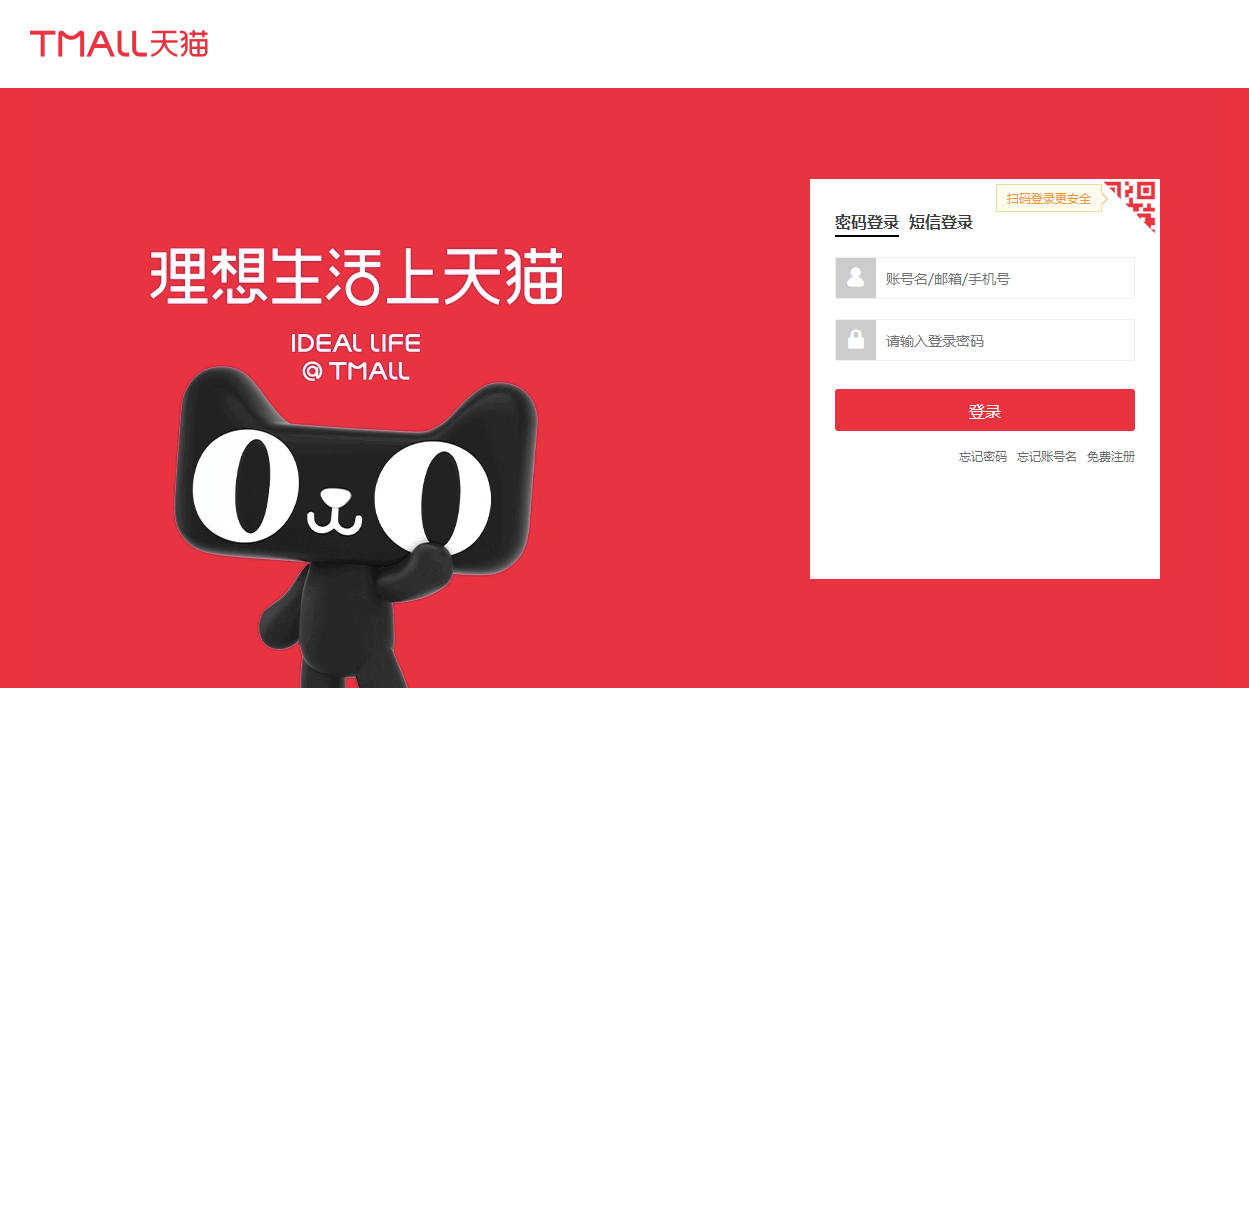 TMALL天猫
理想生活上天猫
IDEAL LIFE
@ TMALL
扫码登录更安全
密码登录 短信登录
账号名/邮箱/手机号
请输入登录密码
登录
忘记密码 忘记账号名 免费注册